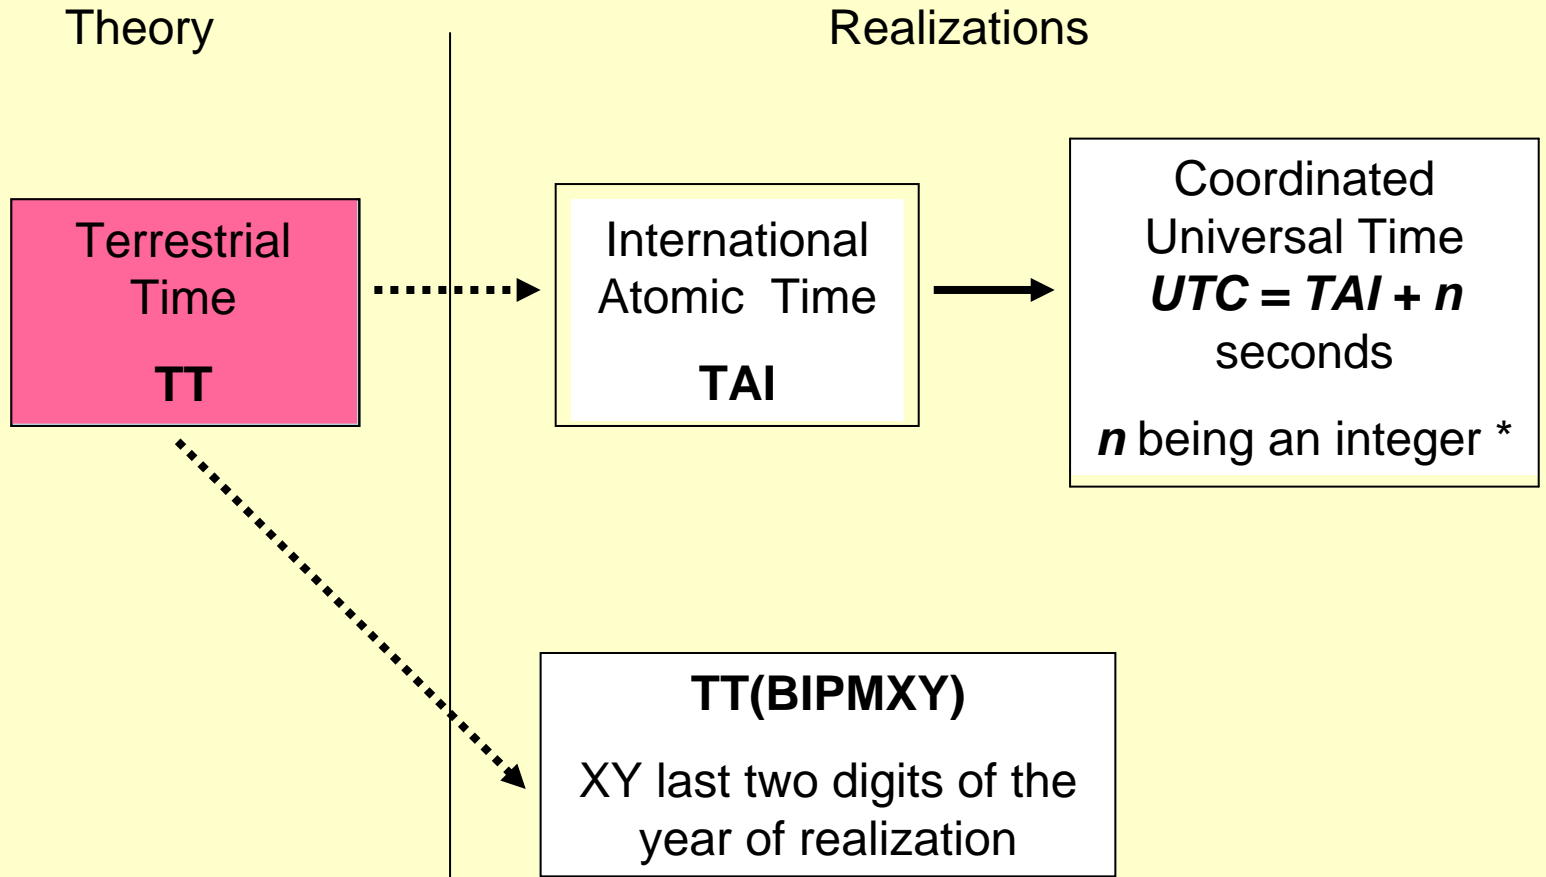 Theory
Realizations
Terrestrial
Time
TT
International
Atomic Time
TAI
Coordinated
Universal Time
UTC = TAI + n
seconds
n being an integer *
TT(BIPMXY)
XY last two digits of the
year of realization